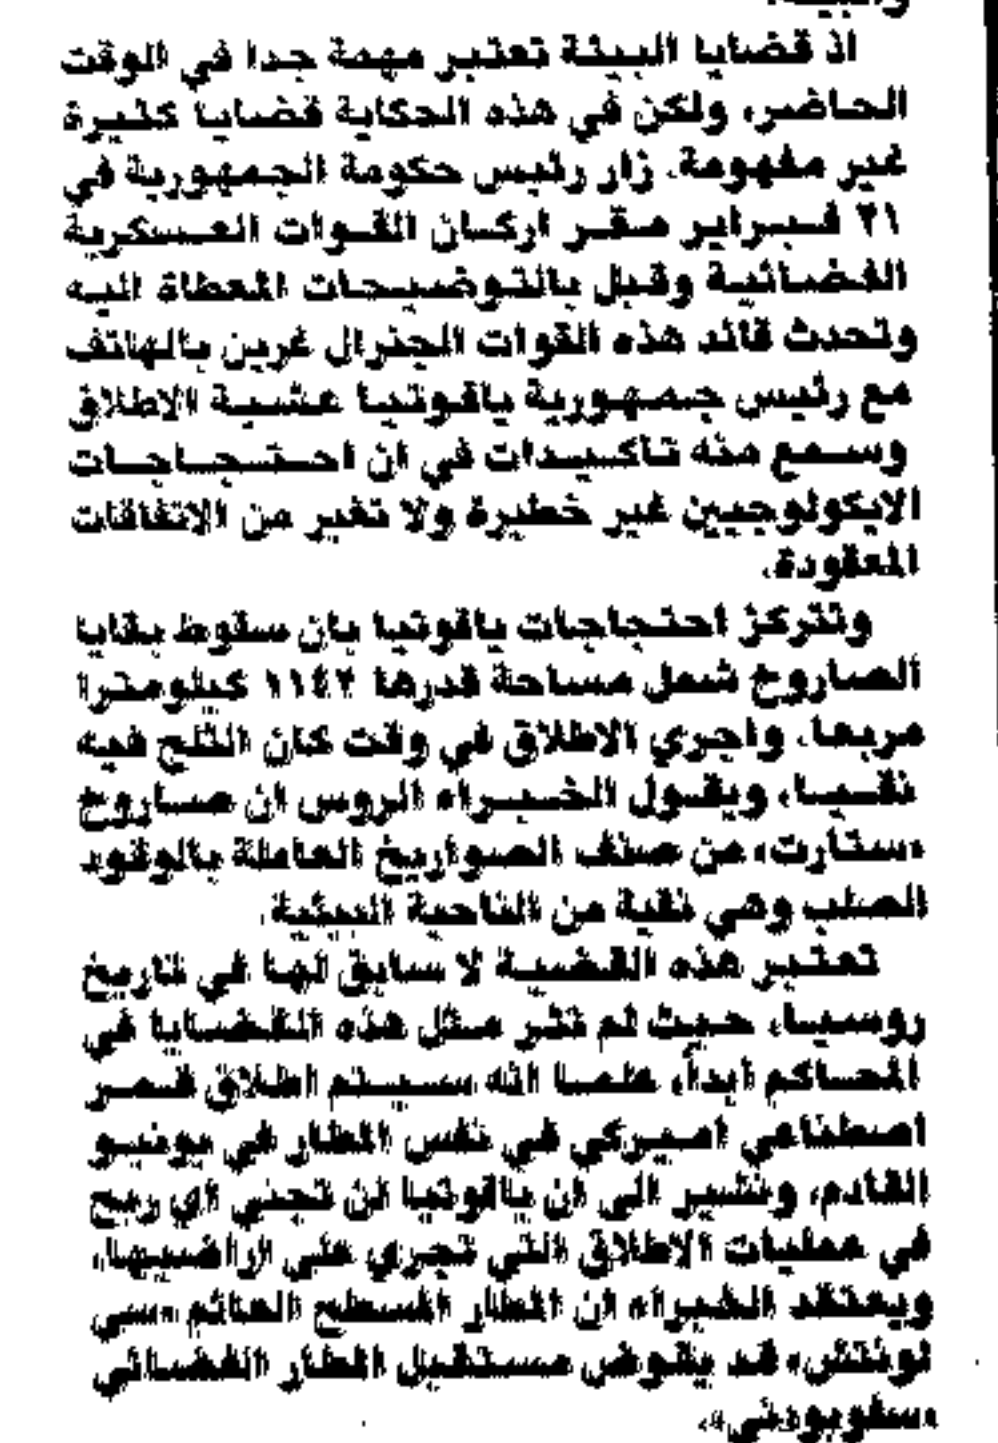 والبيئة.
اذ قضايا البيئة تعتبر مهمة جدا في الوقت
الحاضر، ولكن في هذه الحكاية قضايا كثيرة
غير مفهومة. زار رئيس حكومة الجمهورية في
٢١ فبراير مقر اركان القوات العسكرية
الفضائية وقبل بالتوضيحات المعطاة اليه
وتحدث قائد هذه القوات الجنرال غرين بالهاتف
مع رئيس جمهورية ياقوتيا عشية الاطلاق
وسمع منه تاكيدات في ان احتجاجات
الايكولوجيين غير خطيرة ولا تغير من الاتفاقات
المعقودة.
وتتركز احتجاجات ياقوتيا بان سقوط بقايا
الصاروخ شمل مساحة قدرها ١١٤٢ كيلومترا
مربعا. واجري الاطلاق في وقت كان الثلج فيه
نقيا، ويقول الخبراء الروس ان صاروخ
«ستارت» من صنف الصواريخ العاملة بالوقود
الصلب وهي نقية من الناحية البيئية.
تعتبر هذه القضية لا سابق لها في تاريخ
روسيا، حيث لم تثر مثل هذه القضايا في
المحاكم أبداً، علما انه سيتم اطلاق قمر
اصطناعي اميركي في نفس المطار في يونيو
القادم، ونشير الى ان ياقوتيا لن تجني اي ربح
في عمليات الاطلاق التي تجري على اراضيها،
ويعتقد الخبراء ان المطار المسطح العائم «سي
لونتش» قد يقوض مستقبل المطار الفضائي
«سفوبودني».